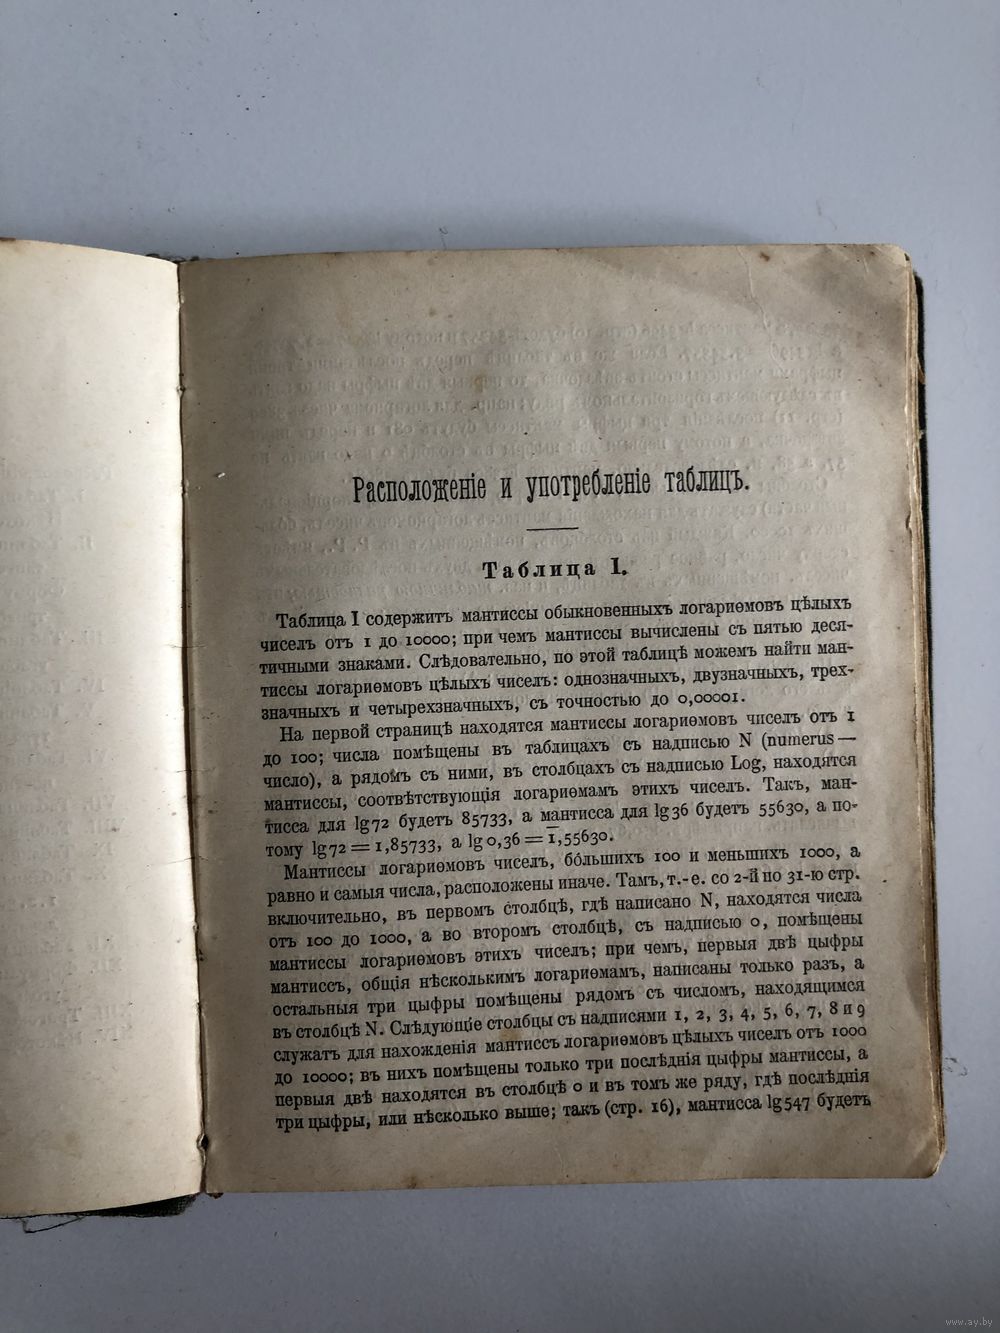 Расположеніе и употребленіе таблицъ.
Таблица I.
Таблица I содержитъ мантиссы обыкновенныхъ логариѳмовъ цѣлыхъ
чиселъ отъ 1 до 10000; при чемъ мантиссы вычислены съ пятью деся-
тичными знаками. Слѣдовательно, по этой таблицѣ можемъ найти ман-
тиссы логариѳмовъ цѣлыхъ чиселъ: однозначныхъ, двузначныхъ, трех-
значныхъ и четырехзначныхъ, съ точностью до 0,00001.
На первой страницѣ находятся мантиссы логариѳмовъ чиселъ отъ 1
до 100; числа помѣщены въ таблицахъ съ надписью N (numerus —
число), а рядомъ съ ними, въ столбцахъ съ надписью Log, находятся
мантиссы, соотвѣтствующія логариѳмамъ этихъ чиселъ. Такъ, ман-
тисса для lg72 будетъ 85733, а мантисса для lg36 будетъ 55630, а по-
тому lg72 = 1,85733, а lg0,36 = 1̅,55630.
Мантиссы логариѳмовъ чиселъ, бо́льшихъ 100 и меньшихъ 1000, а
равно и самыя числа, расположены иначе. Тамъ, т.-е. со 2-й по 31-ю стр.
включительно, въ первомъ столбцѣ, гдѣ написано N, находятся числа
отъ 100 до 1000, а во второмъ столбцѣ, съ надписью 0, помѣщены
мантиссы логариѳмовъ этихъ чиселъ; при чемъ, первыя двѣ цыфры
мантиссъ, общія нѣсколькимъ логариѳмамъ, написаны только разъ, а
остальныя три цыфры помѣщены рядомъ съ числомъ, находящимся
въ столбцѣ N. Слѣдующіе столбцы съ надписями 1, 2, 3, 4, 5, 6, 7, 8 и 9
служатъ для нахожденія мантиссъ логариѳмовъ цѣлыхъ чиселъ отъ 1000
до 10000; въ нихъ помѣщены только три послѣднія цыфры мантиссы, а
первыя двѣ находятся въ столбцѣ 0 и въ томъ же ряду, гдѣ послѣднія
три цыфры, или нѣсколько выше; такъ (стр. 16), мантисса lg547 будетъ
www.ay.by